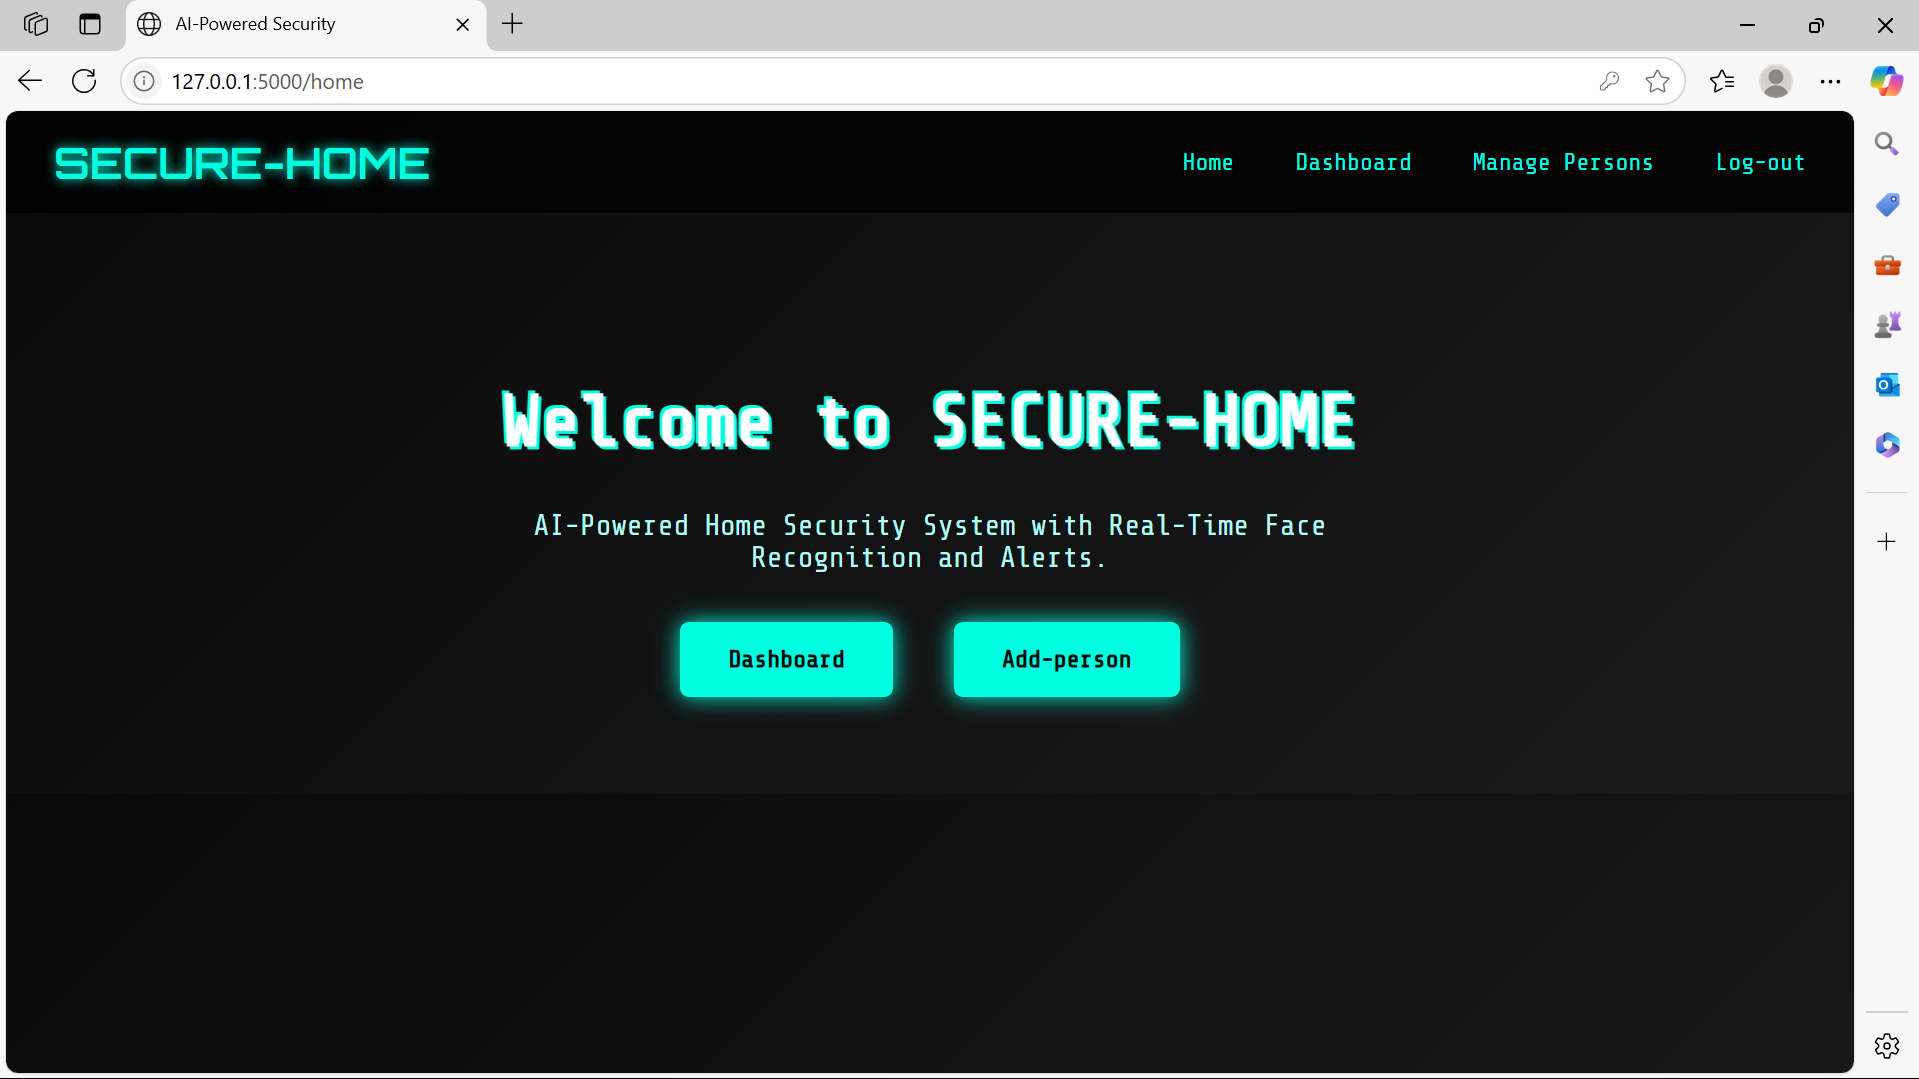 AI-Powered Security
127.0.0.1:5000/home
SECURE-HOME
Home Dashboard Manage Persons Log-out
Welcome to SECURE-HOME
AI-Powered Home Security System with Real-Time Face
Recognition and Alerts.
Dashboard Add-person